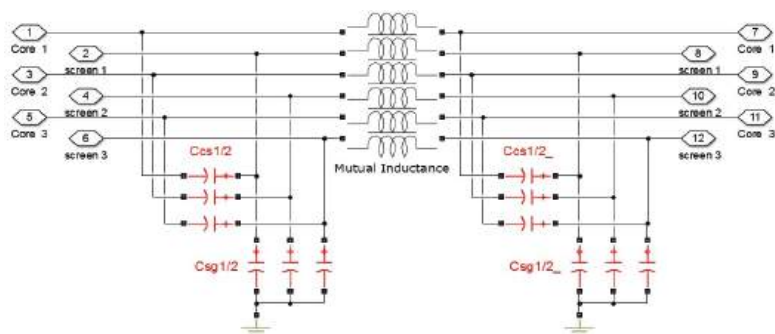 1
Core 1
2
screen 1
3
Core 2
4
screen 2
5
Core 3
6
screen 3
7
Core 1
8
screen 1
9
Core 2
10
screen 2
11
Core 3
12
screen 3
Mutual Inductance
Ccs1/2
Ccs1/2_
Csg1/2
Csg1/2_